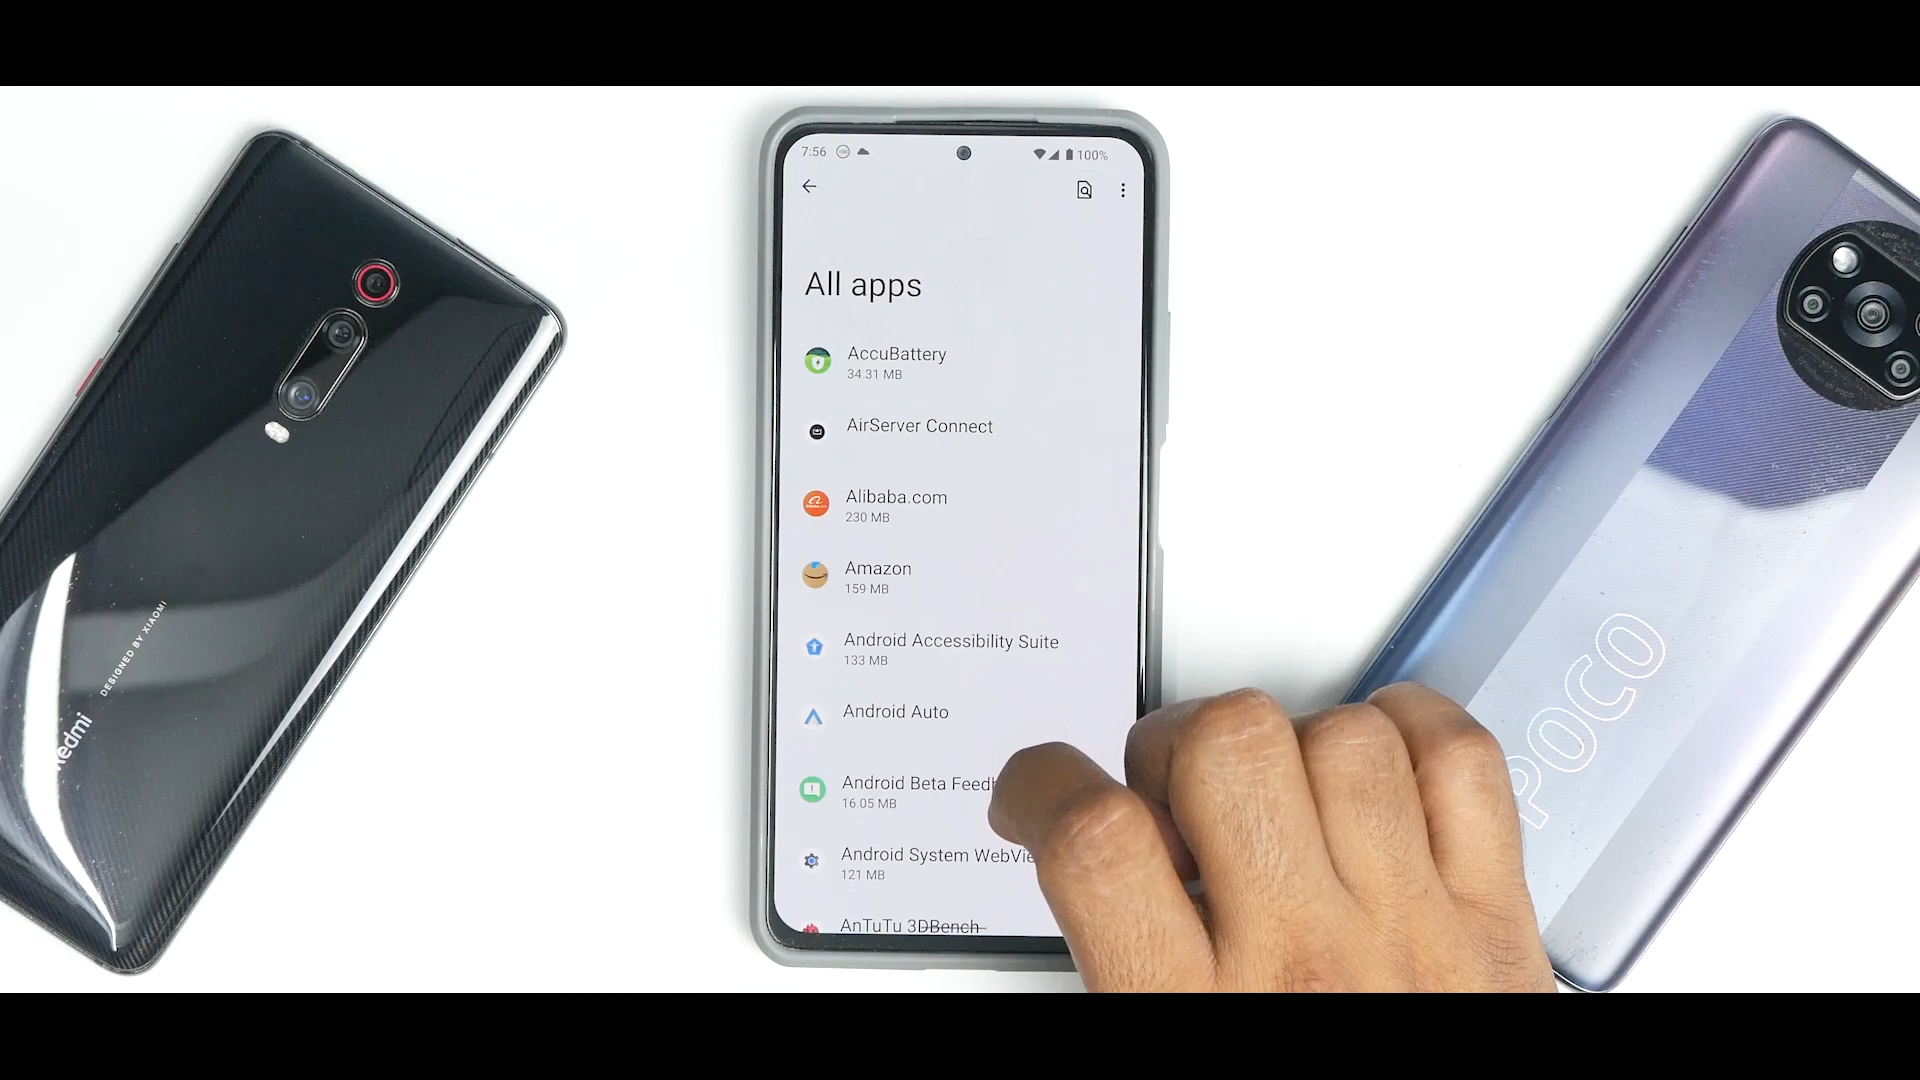 7:56
100%
All apps
AccuBattery
34.31 MB
AirServer Connect
Alibaba.com
230 MB
Amazon
159 MB
Android Accessibility Suite
133 MB
Android Auto
Android Beta
16.05 MB
Android System
121 MB
AnTuTu 3DBench
DESIGNED BY XIAOMI
Redmi
POCO